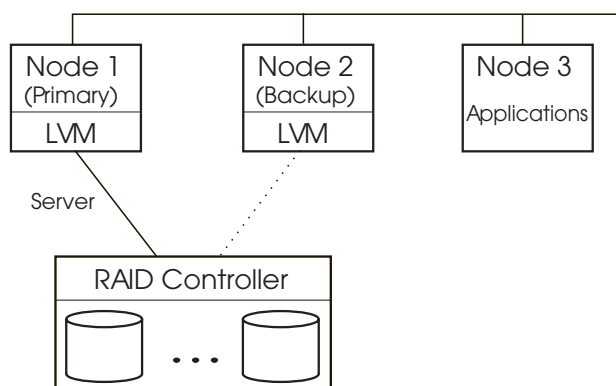 Node 1
(Primary)
LVM
Node 2
(Backup)
LVM
Node 3
Applications
Server
RAID Controller